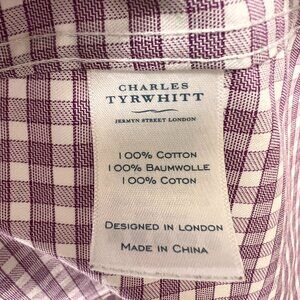 CHARLES
TYRWHITT
JERMYN STREET LONDON
100% COTTON
100% BAUMWOLLE
100% COTON
DESIGNED IN LONDON
MADE IN CHINA